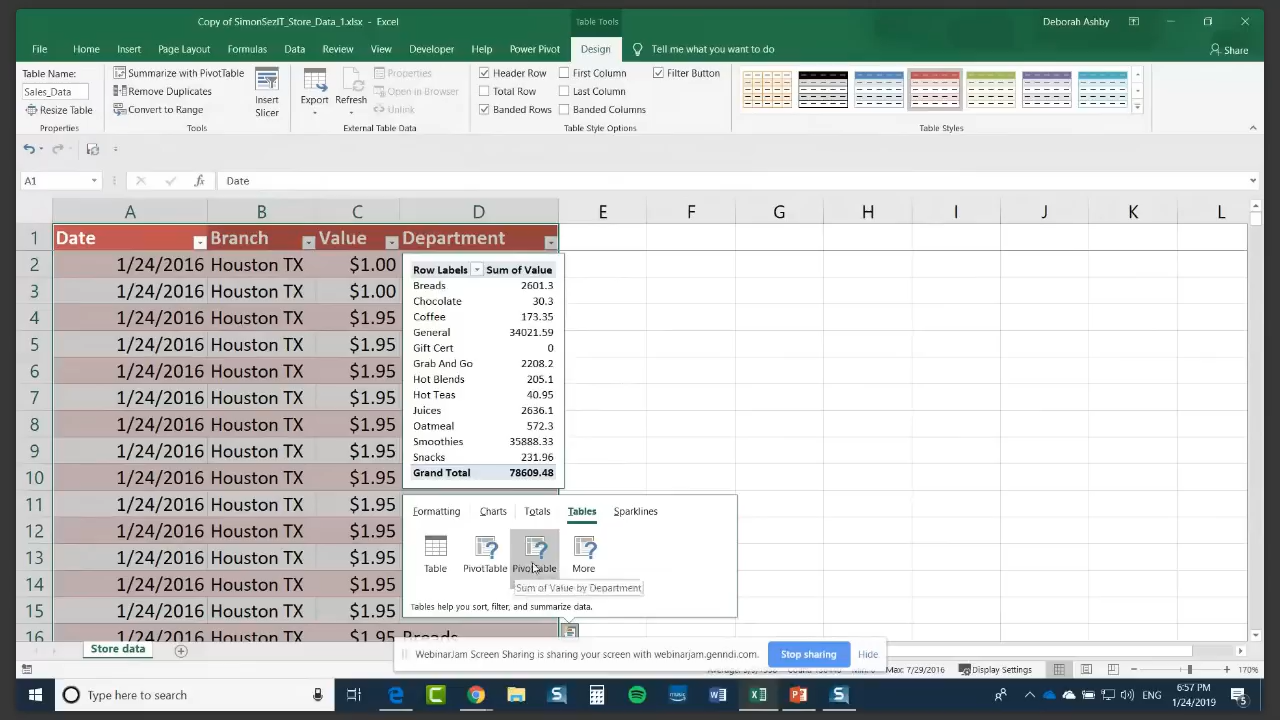 Copy of SimonSezIT_Store_Data_1.xlsx - Excel
Table Tools
Deborah Ashby
File Home Insert Page Layout Formulas Data Review View Developer Help Power Pivot Design Tell me what you want to do Share
Table Name:
Sales_Data
Resize Table
Properties
Summarize with PivotTable
Remove Duplicates
Convert to Range
Tools
Insert
Slicer
Export
Refresh
Properties
Open in Browser
Unlink
External Table Data
Header Row
Total Row
Banded Rows
First Column
Last Column
Banded Columns
Filter Button
Table Style Options
Table Styles
A1 fx Date
A B C D E F G H I J K L
1 Date Branch Value Department
2 1/24/2016 Houston TX $1.00
3 1/24/2016 Houston TX $1.00
4 1/24/2016 Houston TX $1.95
5 1/24/2016 Houston TX $1.95
6 1/24/2016 Houston TX $1.95
7 1/24/2016 Houston TX $1.95
8 1/24/2016 Houston TX $1.95
9 1/24/2016 Houston TX $1.95
10 1/24/2016 Houston TX $1.95
11 1/24/2016 Houston TX $1.95
12 1/24/2016 Houston TX $1.95
13 1/24/2016 Houston TX $1.95
14 1/24/2016 Houston TX $1.95
15 1/24/2016 Houston TX $1.95
16 1/24/2016 Houston TX $1.95 Breads
Row Labels Sum of Value
Breads 2601.3
Chocolate 30.3
Coffee 173.35
General 34021.59
Gift Cert 0
Grab And Go 2208.2
Hot Blends 205.1
Hot Teas 40.95
Juices 2636.1
Oatmeal 572.3
Smoothies 35888.33
Snacks 231.96
Grand Total 78609.48
Formatting Charts Totals Tables Sparklines
Table PivotTable PivotTable More
Sum of Value by Department
Tables help you sort, filter, and summarize data.
Store data
WebinarJam Screen Sharing is sharing your screen with webinarjam.genndi.com.
Stop sharing
Hide
Max: 7/29/2016 Display Settings 170%
Type here to search
ENG
6:57 PM
1/24/2019
5